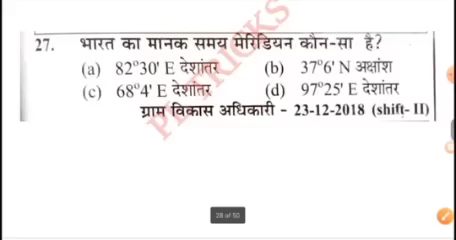 27. भारत का मानक समय मेरिडियन कौन-सा है?
(a) 82°30' E देशांतर (b) 37°6' N अक्षांश
(c) 68°4' E देशांतर (d) 97°25' E देशांतर
ग्राम विकास अधिकारी - 23-12-2018 (shift- II)
28 of 50